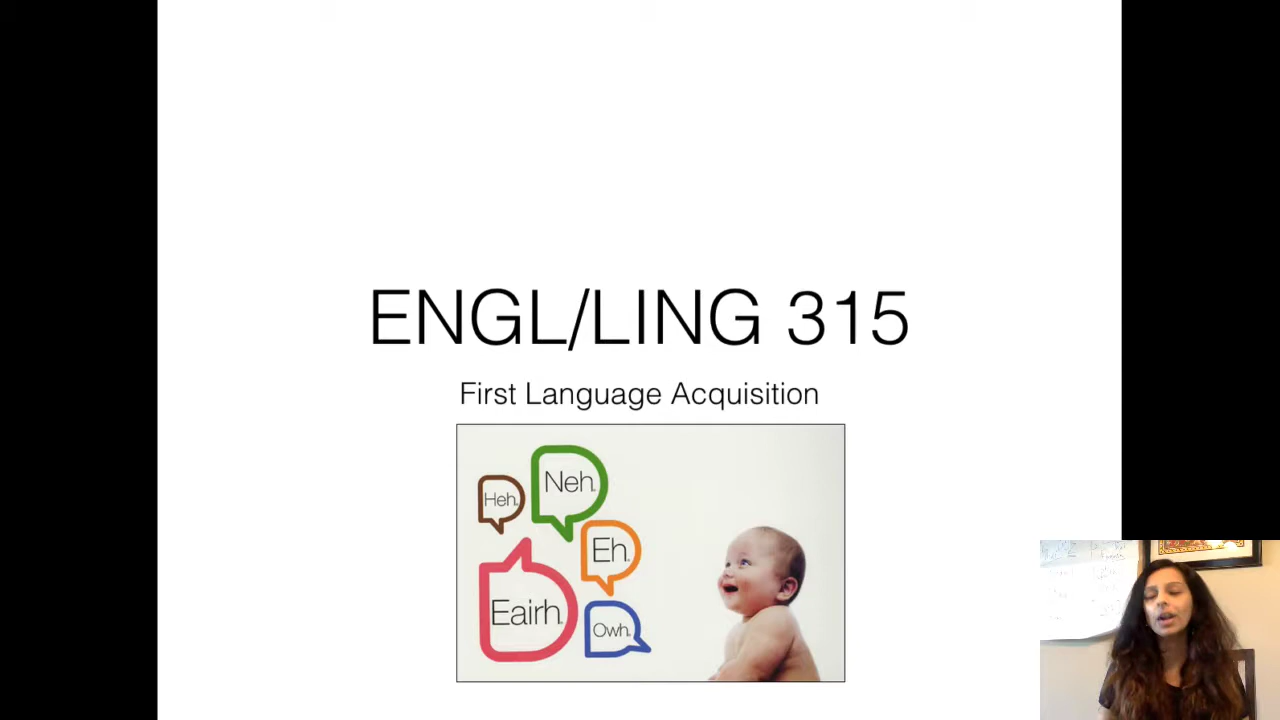 ENGL/LING 315
First Language Acquisition
Heh.
Neh.
Eh.
Eairh.
Owh.